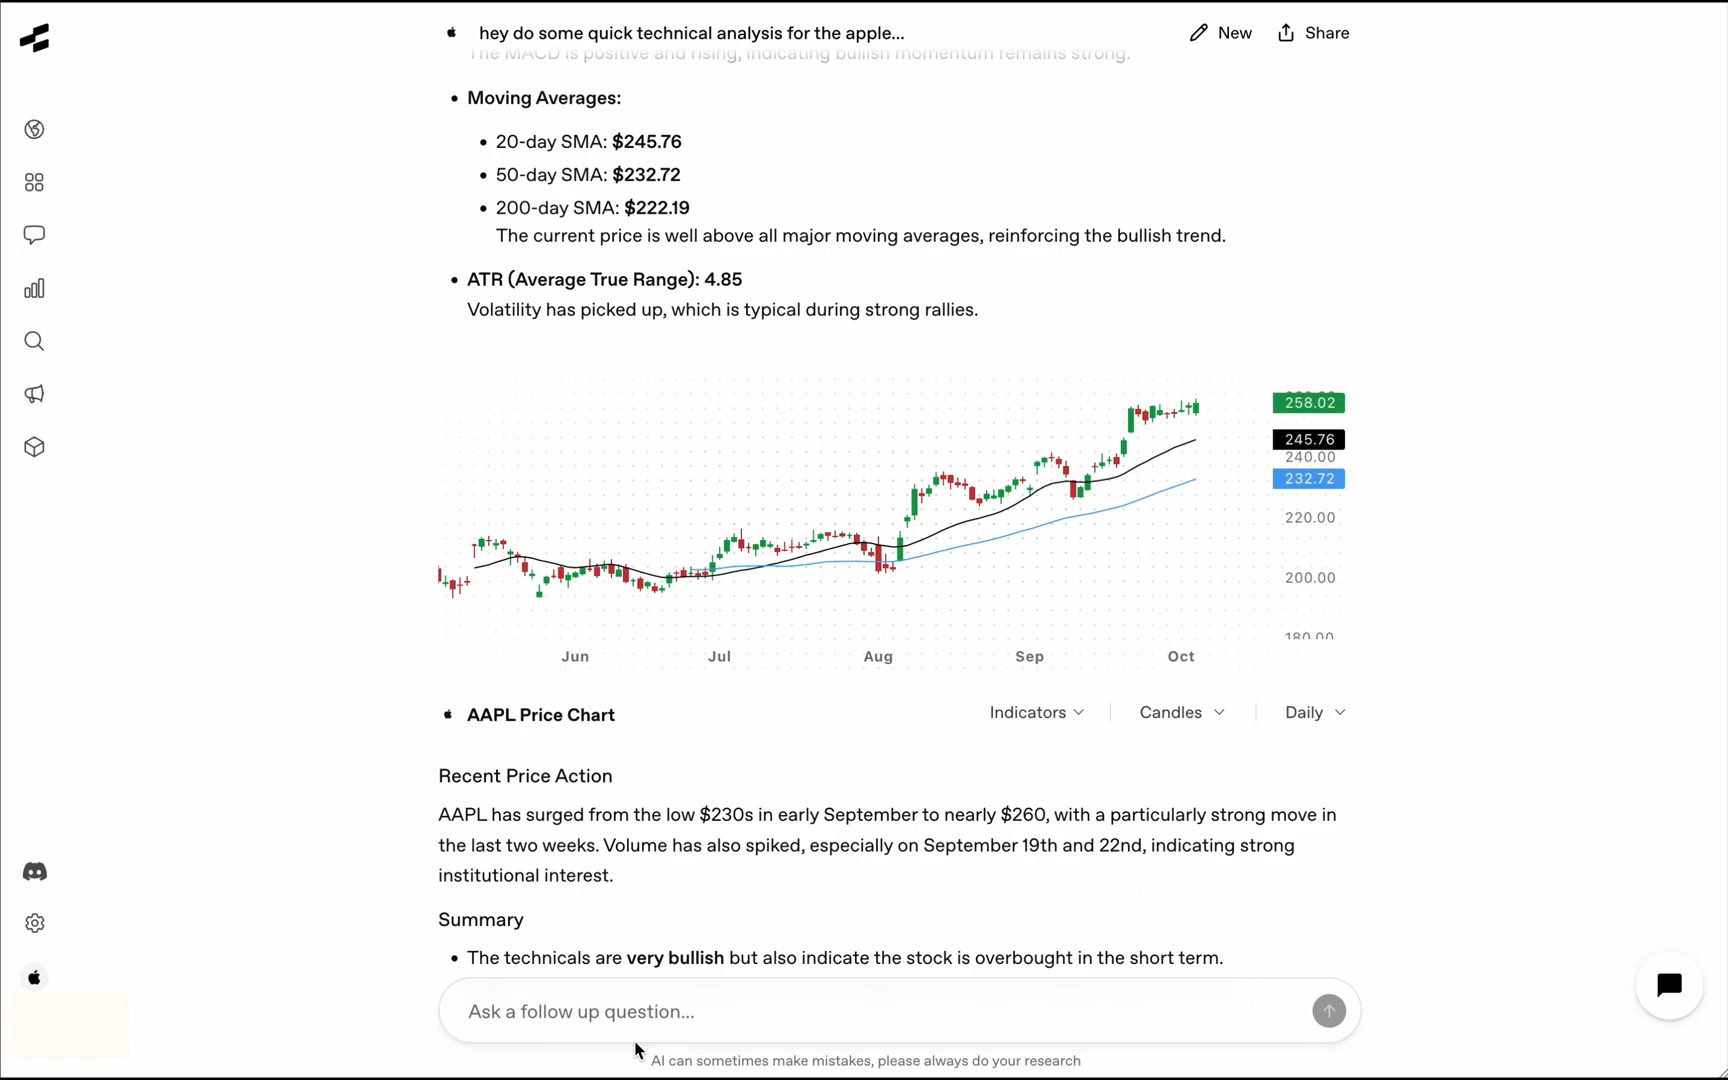 hey do some quick technical analysis for the apple...
New
Share
The MACD is positive and rising, indicating bullish momentum remains strong.
Moving Averages:
20-day SMA: $245.76
50-day SMA: $232.72
200-day SMA: $222.19
The current price is well above all major moving averages, reinforcing the bullish trend.
ATR (Average True Range): 4.85
Volatility has picked up, which is typical during strong rallies.
258.02
245.76
240.00
232.72
220.00
200.00
180.00
Jun
Jul
Aug
Sep
Oct
AAPL Price Chart
Indicators
Candles
Daily
Recent Price Action
AAPL has surged from the low $230s in early September to nearly $260, with a particularly strong move in
the last two weeks. Volume has also spiked, especially on September 19th and 22nd, indicating strong
institutional interest.
Summary
The technicals are very bullish but also indicate the stock is overbought in the short term.
Ask a follow up question...
AI can sometimes make mistakes, please always do your research